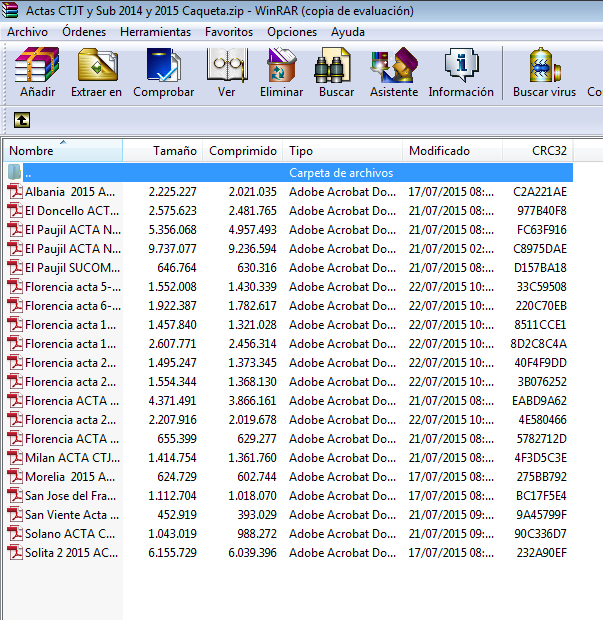 Actas CTJT y Sub 2014 y 2015 Caqueta.zip - WinRAR (copia de evaluación)
Archivo Órdenes Herramientas Favoritos Opciones Ayuda
Añadir Extraer en Comprobar Ver Eliminar Buscar Asistente Información Buscar virus Co
Nombre Tamaño Comprimido Tipo Modificado CRC32
.. Carpeta de archivos
Albania 2015 A... 2.225.227 2.021.035 Adobe Acrobat Do... 17/07/2015 08:... C2A221AE
El Doncello ACT... 2.575.623 2.481.765 Adobe Acrobat Do... 21/07/2015 08:... 977B40F8
El Paujil ACTA N... 5.356.068 4.957.493 Adobe Acrobat Do... 21/07/2015 08:... FC63F916
El Paujil ACTA N... 9.737.077 9.236.594 Adobe Acrobat Do... 21/07/2015 02:... C8975DAE
El Paujil SUCOM... 646.764 630.316 Adobe Acrobat Do... 21/07/2015 08:... D157BA18
Florencia acta 5-... 1.552.008 1.430.339 Adobe Acrobat Do... 22/07/2015 10:... 33C59508
Florencia acta 6-... 1.922.387 1.782.617 Adobe Acrobat Do... 22/07/2015 10:... 220C70EB
Florencia acta 1... 1.457.840 1.321.028 Adobe Acrobat Do... 22/07/2015 10:... 8511CCE1
Florencia acta 1... 2.607.771 2.456.314 Adobe Acrobat Do... 22/07/2015 10:... 8D2C8C4A
Florencia acta 2... 1.495.247 1.373.345 Adobe Acrobat Do... 22/07/2015 10:... 40F4F9DD
Florencia acta 2... 1.554.344 1.368.130 Adobe Acrobat Do... 22/07/2015 10:... 3B076252
Florencia ACTA ... 4.371.491 3.866.161 Adobe Acrobat Do... 21/07/2015 08:... EABD9A62
Florencia acta 2... 2.207.916 2.019.678 Adobe Acrobat Do... 22/07/2015 10:... 4E580466
Florencia ACTA ... 655.399 629.277 Adobe Acrobat Do... 21/07/2015 08:... 5782712D
Milan ACTA CTJ... 1.414.754 1.361.760 Adobe Acrobat Do... 21/07/2015 08:... 4F3D5C3E
Morelia 2015 A... 624.729 602.744 Adobe Acrobat Do... 17/07/2015 08:... 275BB792
San Jose del Fra... 1.112.704 1.018.070 Adobe Acrobat Do... 17/07/2015 08:... BC17F5E4
San Viente Acta ... 452.919 393.029 Adobe Acrobat Do... 21/07/2015 09:... 9A45799F
Solano ACTA C... 1.043.019 988.272 Adobe Acrobat Do... 21/07/2015 09:... 90C336D7
Solita 2 2015 AC... 6.155.729 6.039.396 Adobe Acrobat Do... 17/07/2015 08:... 232A90EF